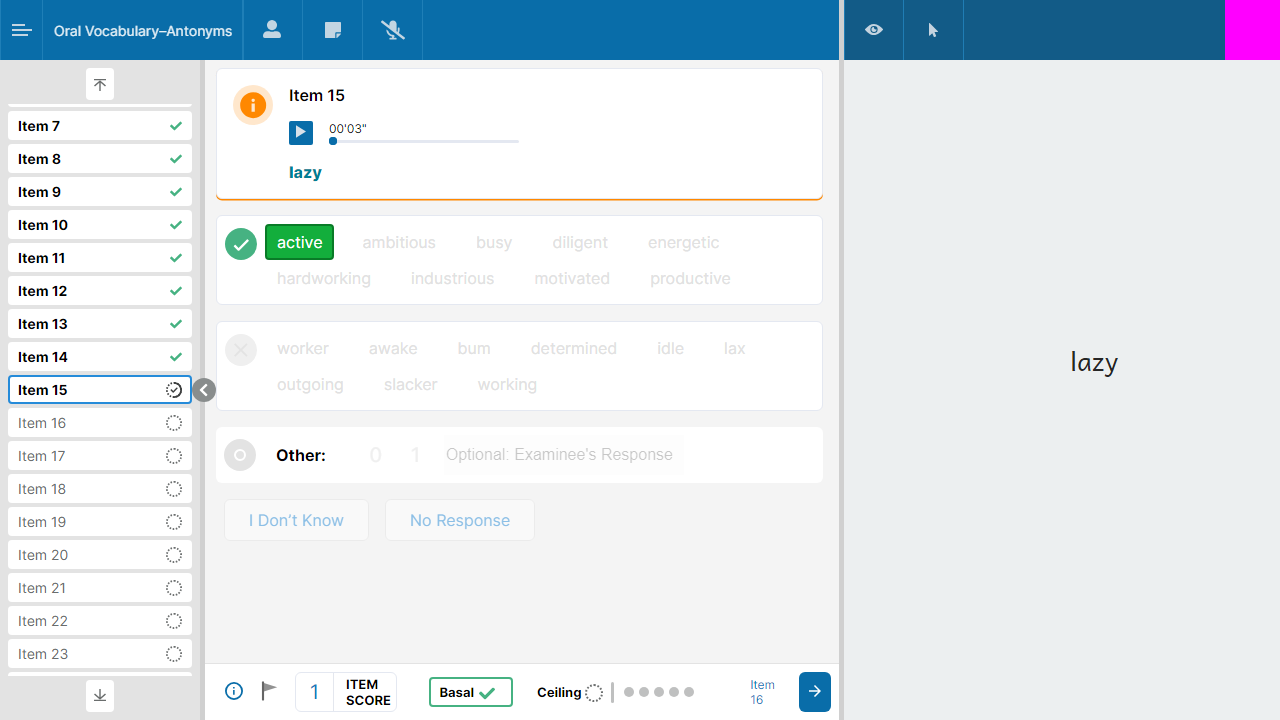 Oral Vocabulary–Antonyms
Item 7
Item 8
Item 9
Item 10
Item 11
Item 12
Item 13
Item 14
Item 15
Item 16
Item 17
Item 18
Item 19
Item 20
Item 21
Item 22
Item 23
Item 15
00'03"
lazy
active ambitious busy diligent energetic
hardworking industrious motivated productive
worker awake bum determined idle lax
outgoing slacker working
Other: 0 1 Optional: Examinee's Response
I Don't Know No Response
1 ITEM SCORE Basal Ceiling Item 16
lazy